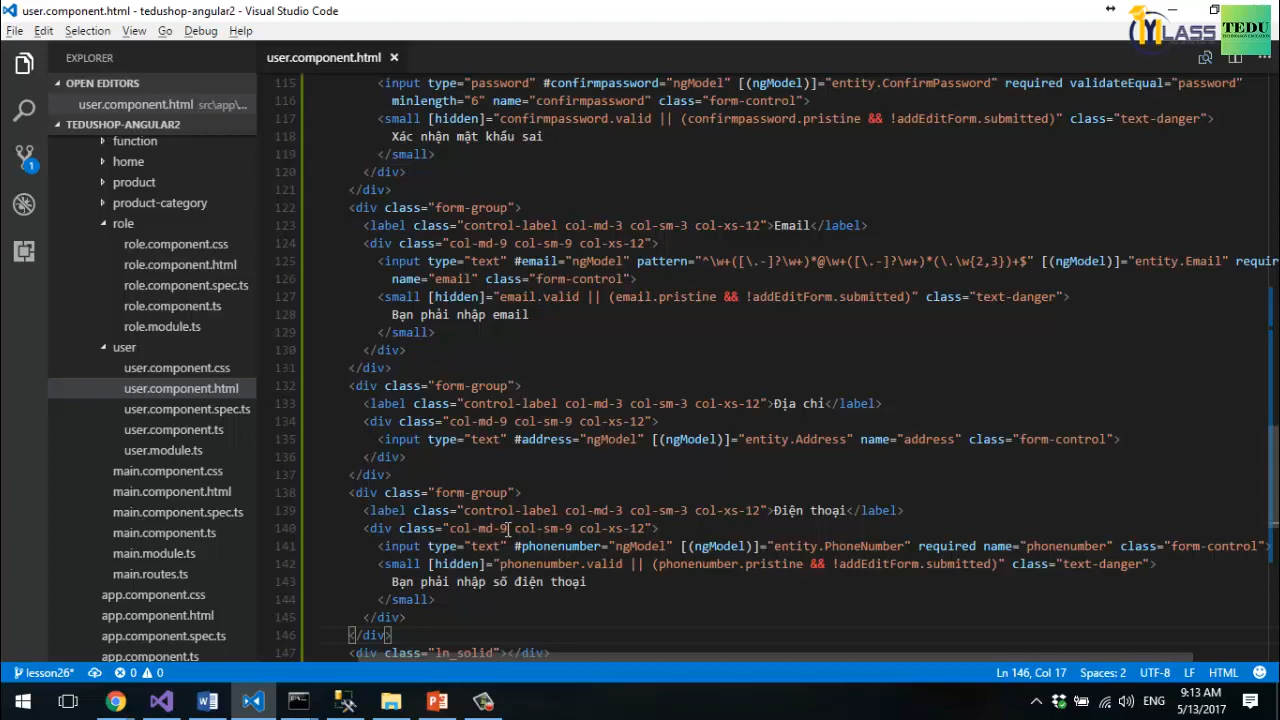 user.component.html - tedushop-angular2 - Visual Studio Code
File Edit Selection View Go Debug Help
LASS TEDU
EXPLORER
user.component.html
OPEN EDITORS
user.component.html src\app\...
TEDUSHOP-ANGULAR2
function
home
product
product-category
role
role.component.css
role.component.html
role.component.spec.ts
role.component.ts
role.module.ts
user
user.component.css
user.component.html
user.component.spec.ts
user.component.ts
user.module.ts
main.component.css
main.component.html
main.component.spec.ts
main.component.ts
main.module.ts
main.routes.ts
app.component.css
app.component.html
app.component.spec.ts
app.component.ts
115 <input type="password" #confirmpassword="ngModel" [(ngModel)]="entity.ConfirmPassword" required validateEqual="password"
116 minlength="6" name="confirmpassword" class="form-control">
117 <small [hidden]="confirmpassword.valid || (confirmpassword.pristine && !addEditForm.submitted)" class="text-danger">
118 Xác nhận mật khẩu sai
119 </small>
120 </div>
121 </div>
122 <div class="form-group">
123 <label class="control-label col-md-3 col-sm-3 col-xs-12">Email</label>
124 <div class="col-md-9 col-sm-9 col-xs-12">
125 <input type="text" #email="ngModel" pattern="^\w+([\.-]?\w+)*@\w+([\.-]?\w+)*(\.\w{2,3})+$" [(ngModel)]="entity.Email" requir
126 name="email" class="form-control">
127 <small [hidden]="email.valid || (email.pristine && !addEditForm.submitted)" class="text-danger">
128 Bạn phải nhập email
129 </small>
130 </div>
131 </div>
132 <div class="form-group">
133 <label class="control-label col-md-3 col-sm-3 col-xs-12">Địa chỉ</label>
134 <div class="col-md-9 col-sm-9 col-xs-12">
135 <input type="text" #address="ngModel" [(ngModel)]="entity.Address" name="address" class="form-control">
136 </div>
137 </div>
138 <div class="form-group">
139 <label class="control-label col-md-3 col-sm-3 col-xs-12">Điện thoại</label>
140 <div class="col-md-9 col-sm-9 col-xs-12">
141 <input type="text" #phonenumber="ngModel" [(ngModel)]="entity.PhoneNumber" required name="phonenumber" class="form-control">
142 <small [hidden]="phonenumber.valid || (phonenumber.pristine && !addEditForm.submitted)" class="text-danger">
143 Bạn phải nhập số điện thoại
144 </small>
145 </div>
146 </div>
147 <div class="ln_solid"></div>
lesson26* 0 0 Ln 146, Col 17 Spaces: 2 UTF-8 LF HTML
ENG 9:13 AM
5/13/2017